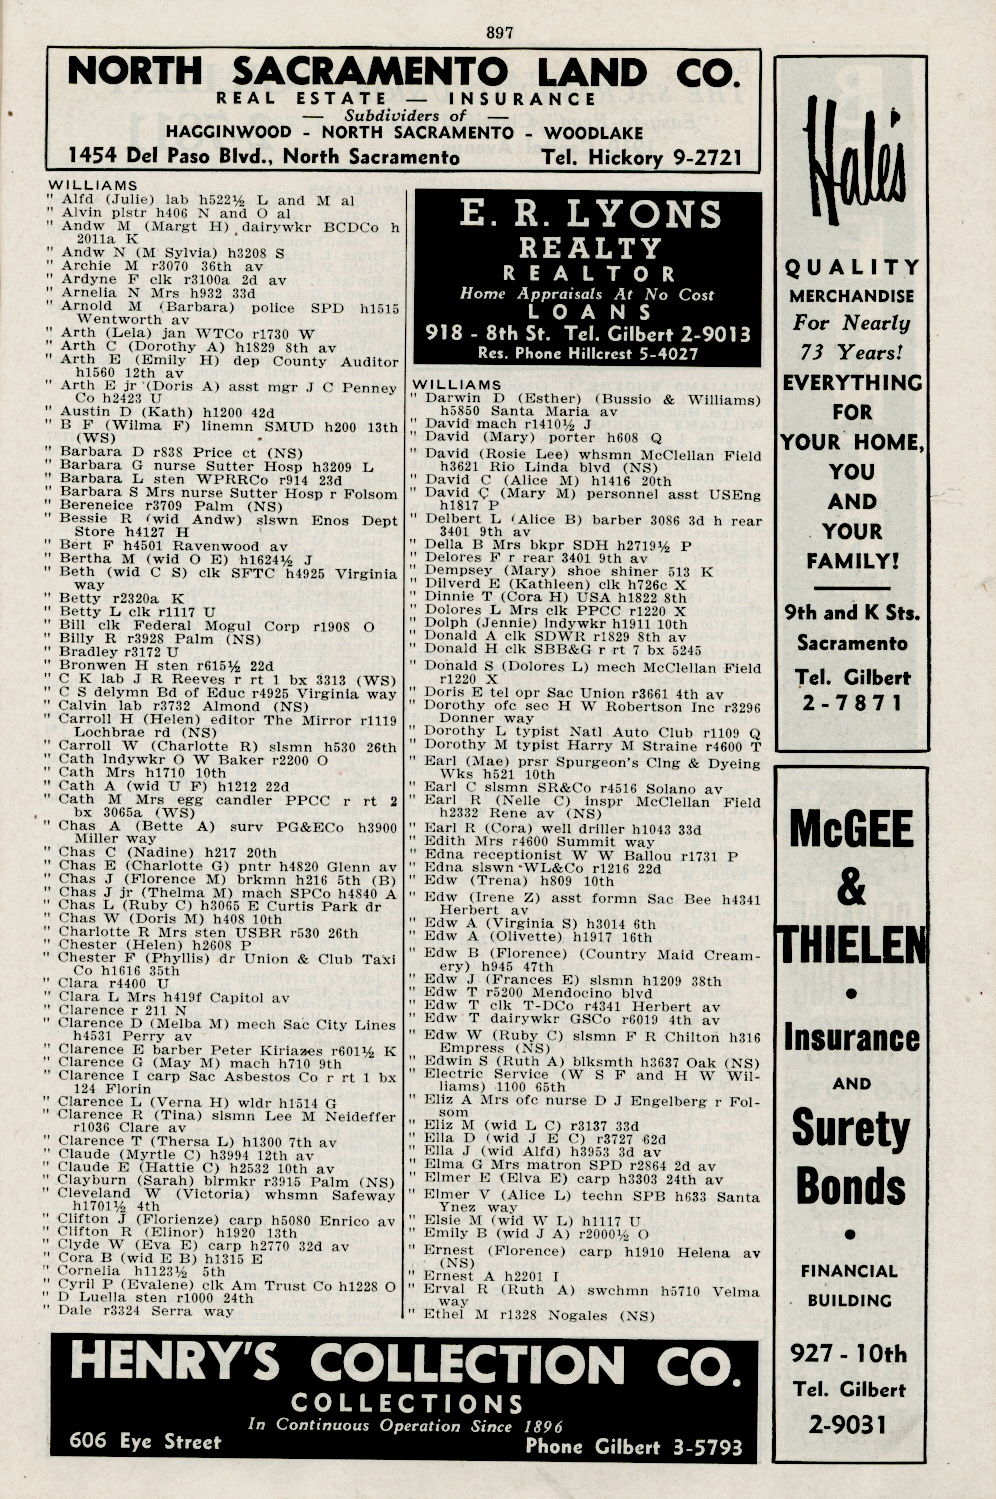 897
NORTH SACRAMENTO LAND CO.
REAL ESTATE — INSURANCE
— Subdividers of —
HAGGINWOOD - NORTH SACRAMENTO - WOODLAKE
1454 Del Paso Blvd., North Sacramento Tel. Hickory 9-2721
WILLIAMS
" Alfd (Julie) lab h522½ L and M al
" Alvin plstr h406 N and O al
" Andw M (Margt H) dairywkr BCDCo h
2011a K
" Andw N (M Sylvia) h3208 S
" Archie M r3070 36th av
" Ardyne F clk r3100a 2d av
" Arnelia N Mrs h932 33d
" Arnold M (Barbara) police SPD h1515
Wentworth av
" Arth (Lela) jan WTCo r1730 W
" Arth C (Dorothy A) h1829 8th av
" Arth E (Emily H) dep County Auditor
h1560 12th av
" Arth E jr (Doris A) asst mgr J C Penney
Co h2423 U
" Austin D (Kath) h1200 42d
" B F (Wilma F) linemn SMUD h200 13th
(WS)
" Barbara D r838 Price ct (NS)
" Barbara G nurse Sutter Hosp h3209 L
" Barbara L sten WPRRCo r914 23d
" Barbara S Mrs nurse Sutter Hosp r Folsom
" Bereneice r3709 Palm (NS)
" Bessie R (wid Andw) slswn Enos Dept
Store h4127 H
" Bert F h4501 Ravenwood av
" Bertha M (wid O E) h1624½ J
" Beth (wid C S) clk SFTC h4925 Virginia
way
" Betty r2320a K
" Betty L clk r1117 U
" Bill clk Federal Mogul Corp r1908 O
" Billy R r3928 Palm (NS)
" Bradley r3172 U
" Bronwen H sten r615½ 22d
" C K lab J R Reeves r rt 1 bx 3313 (WS)
" C S delymn Bd of Educ r4925 Virginia way
" Calvin lab r3732 Almond (NS)
" Carroll H (Helen) editor The Mirror r1119
Lochbrae rd (NS)
" Carroll W (Charlotte R) slsmn h530 26th
" Cath lndywkr O W Baker r2200 O
" Cath Mrs h1710 10th
" Cath A (wid U F) h1212 22d
" Cath M Mrs egg candler PPCC r rt 2
bx 3065a (WS)
" Chas A (Bette A) surv PG&ECo h3900
Miller way
" Chas C (Nadine) h217 20th
" Chas E (Charlotte G) pntr h4820 Glenn av
" Chas J (Florence M) brkmn h216 5th (B)
" Chas J jr (Thelma M) mach SPCo h4840 A
" Chas L (Ruby C) h3065 E Curtis Park dr
" Chas W (Doris M) h408 10th
" Charlotte R Mrs sten USBR r530 26th
" Chester (Helen) h2608 P
" Chester F (Phyllis) dr Union & Club Taxi
Co h1616 35th
" Clara r4400 U
" Clara L Mrs h419f Capitol av
" Clarence r 211 N
" Clarence D (Melba M) mech Sac City Lines
h4531 Perry av
" Clarence E barber Peter Kiriazes r601½ K
" Clarence G (May M) mach h710 9th
" Clarence I carp Sac Asbestos Co r rt 1 bx
124 Florin
" Clarence L (Verna H) wldr h1514 G
" Clarence R (Tina) slsmn Lee M Neideffer
r1036 Clare av
" Clarence T (Thersa L) h1300 7th av
" Claude (Myrtle C) h3994 12th av
" Claude E (Hattie C) h2532 10th av
" Clayburn (Sarah) blrmkr r3915 Palm (NS)
" Cleveland W (Victoria) whsmn Safeway
h1701½ 4th
" Clifton J (Florienze) carp h5080 Enrico av
" Clifton R (Elinor) h1920 13th
" Clyde W (Eva E) carp h2770 32d av
" Cora B (wid E B) h1315 E
" Cornelia h1123½ 5th
" Cyril P (Evalene) clk Am Trust Co h1228 O
" D Luella sten r1000 24th
" Dale r3324 Serra way
E. R. LYONS
REALTY
REALTOR
Home Appraisals At No Cost
LOANS
918 - 8th St. Tel. Gilbert 2-9013
Res. Phone Hillcrest 5-4027
WILLIAMS
" Darwin D (Esther) (Bussio & Williams)
h5850 Santa Maria av
" David mach r1410½ J
" David (Mary) porter h608 Q
" David (Rosie Lee) whsmn McClellan Field
h3621 Rio Linda blvd (NS)
" David C (Alice M) h1416 20th
" David C (Mary M) personnel asst USEng
h1817 P
" Delbert L (Alice B) barber 3086 3d h rear
3401 9th av
" Della B Mrs bkpr SDH h2719½ P
" Delores F r rear 3401 9th av
" Dempsey (Mary) shoe shiner 513 K
" Dilverd E (Kathleen) clk h726c X
" Dinnie T (Cora H) USA h1822 8th
" Dolores L Mrs clk PPCC r1220 X
" Dolph (Jennie) lndywkr h1911 10th
" Donald A clk SDWR r1829 8th av
" Donald H clk SBB&G r rt 7 bx 5245
" Donald S (Dolores L) mech McClellan Field
r1220 X
" Doris E tel opr Sac Union r3661 4th av
" Dorothy ofc sec H W Robertson Inc r3296
Donner way
" Dorothy L typist Natl Auto Club r1109 Q
" Dorothy M typist Harry M Straine r4600 T
" Earl (Mae) prsr Spurgeon's Clng & Dyeing
Wks h521 10th
" Earl C slsmn SR&Co r4516 Solano av
" Earl R (Nelle C) inspr McClellan Field
h2332 Rene av (NS)
" Earl R (Cora) well driller h1043 33d
" Edith Mrs r4600 Summit way
" Edna receptionist W W Ballou r1731 P
" Edna slswn WL&Co r1216 22d
" Edw (Trena) h809 10th
" Edw (Irene Z) asst formn Sac Bee h4341
Herbert av
" Edw A (Virginia S) h3014 6th
" Edw A (Olivette) h1917 16th
" Edw B (Florence) (Country Maid Cream-
ery) h945 47th
" Edw J (Frances E) slsmn h1209 38th
" Edw T r5200 Mendocino blvd
" Edw T clk T-DCo r4341 Herbert av
" Edw T dairywkr GSCo r6019 4th av
" Edw W (Ruby C) slsmn F R Chilton h316
Empress (NS)
" Edwin S (Ruth A) blksmth h3637 Oak (NS)
" Electric Service (W S F and H W Wil-
liams) 1100 65th
" Eliz A Mrs ofc nurse D J Engelberg r Fol-
som
" Eliz M (wid L C) r3137 33d
" Ella D (wid J E C) r3727 62d
" Ella J (wid Alfd) h3953 3d av
" Elma G Mrs matron SPD r2864 2d av
" Elmer E (Elva E) carp h3303 24th av
" Elmer V (Alice L) techn SPB h633 Santa
Ynez way
" Elsie M (wid W L) h1117 U
" Emily B (wid J A) r2000½ O
" Ernest (Florence) carp h1910 Helena av
(NS)
" Ernest A h2201 I
" Erval R (Ruth A) swchmn h5710 Velma
way
" Ethel M r1328 Nogales (NS)
Hale's
QUALITY
MERCHANDISE
For Nearly
73 Years!
EVERYTHING
FOR
YOUR HOME,
YOU
AND
YOUR
FAMILY!
9th and K Sts.
Sacramento
Tel. Gilbert
2-7871
McGEE
&
THIELEN
•
Insurance
AND
Surety
Bonds
•
FINANCIAL
BUILDING
927 - 10th
Tel. Gilbert
2-9031
HENRY'S COLLECTION CO.
COLLECTIONS
In Continuous Operation Since 1896
606 Eye Street Phone Gilbert 3-5793